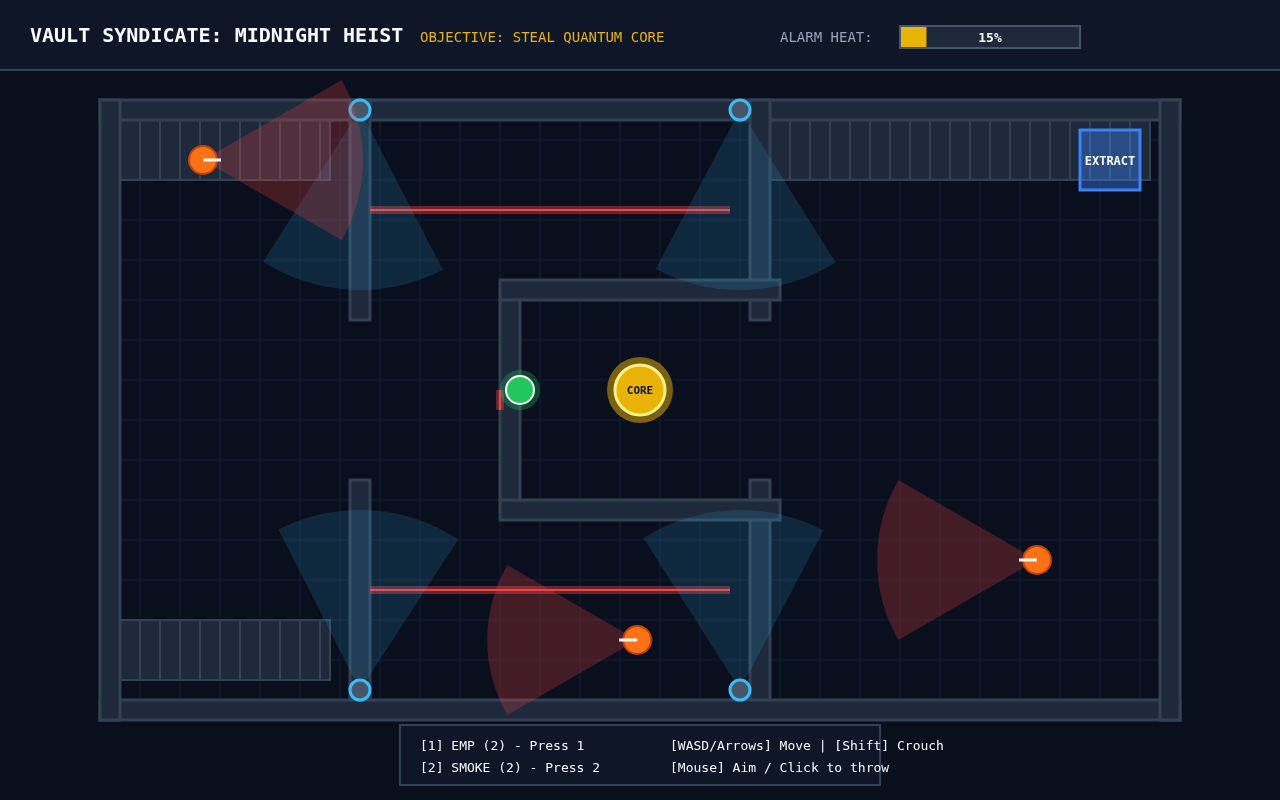 VAULT SYNDICATE: MIDNIGHT HEIST
OBJECTIVE: STEAL QUANTUM CORE
ALARM HEAT:
15%
EXTRACT
CORE
[1] EMP (2) - Press 1
[WASD/Arrows] Move | [Shift] Crouch
[2] SMOKE (2) - Press 2
[Mouse] Aim / Click to throw